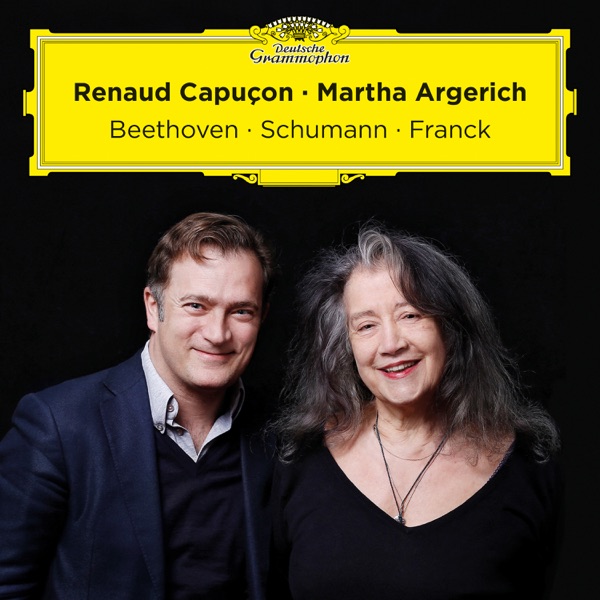 Deutsche
Grammophon
Renaud Capuçon · Martha Argerich
Beethoven · Schumann · Franck